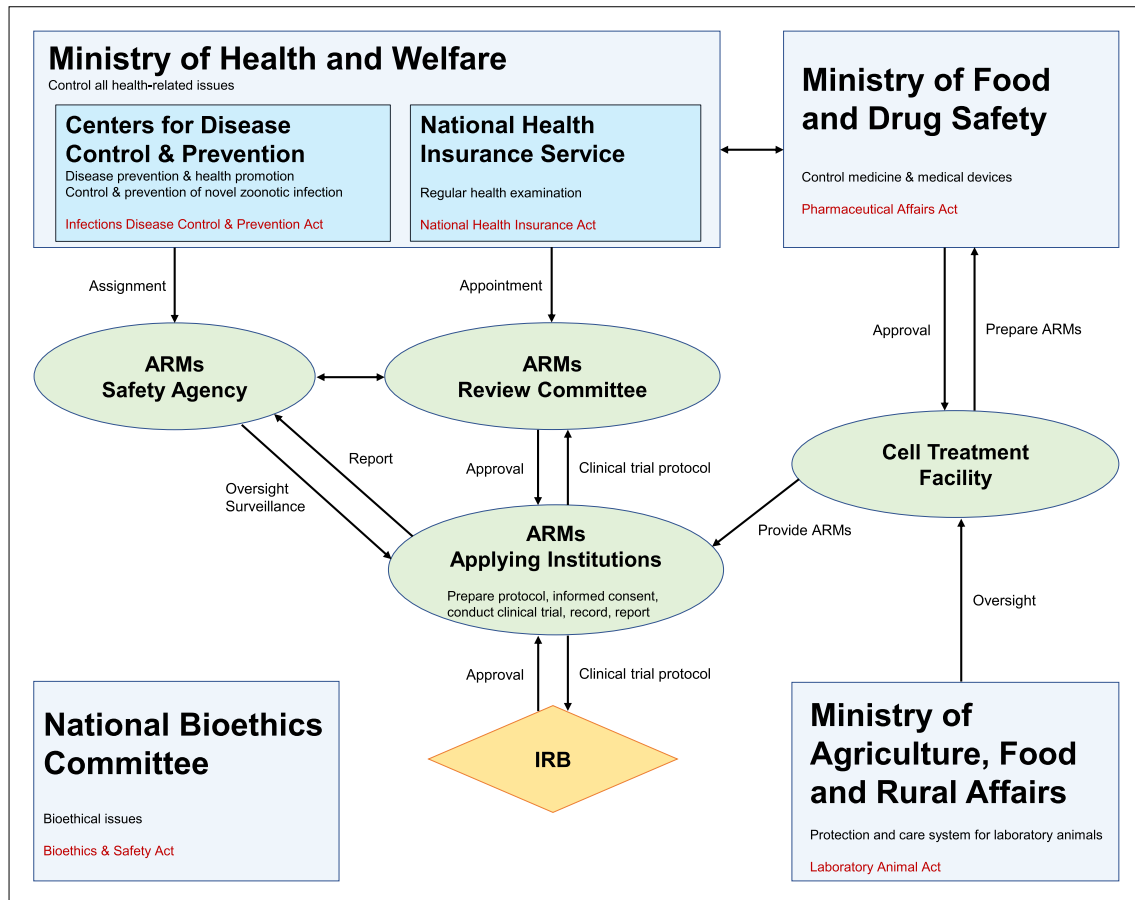 Ministry of Health and Welfare
Control all health-related issues
Centers for Disease
Control & Prevention
Disease prevention & health promotion
Control & prevention of novel zoonotic infection
Infections Disease Control & Prevention Act
National Health
Insurance Service
Regular health examination
National Health Insurance Act
Ministry of Food
and Drug Safety
Control medicine & medical devices
Pharmaceutical Affairs Act
Assignment
Appointment
Approval
Prepare ARMs
ARMs
Safety Agency
ARMs
Review Committee
Report
Oversight
Surveillance
Approval
Clinical trial protocol
Cell Treatment
Facility
Provide ARMs
ARMs
Applying Institutions
Prepare protocol, informed consent,
conduct clinical trial, record, report
Oversight
Approval
Clinical trial protocol
IRB
National Bioethics
Committee
Bioethical issues
Bioethics & Safety Act
Ministry of
Agriculture, Food
and Rural Affairs
Protection and care system for laboratory animals
Laboratory Animal Act